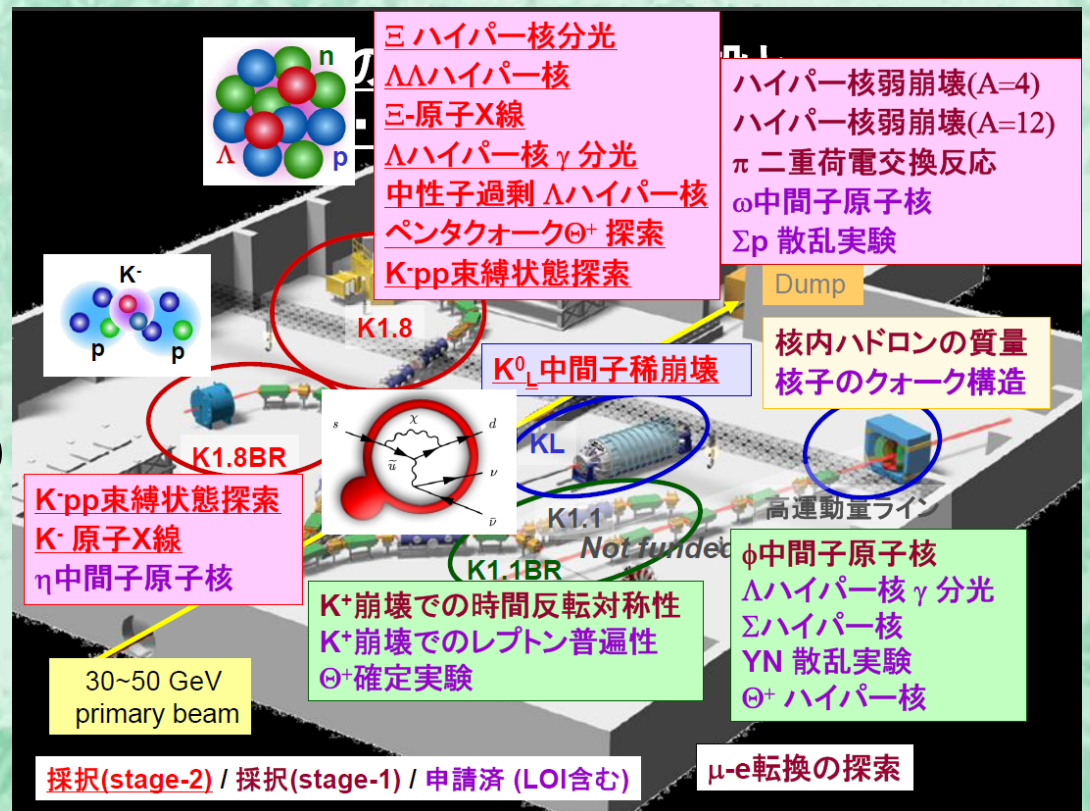 n
Λ
p
Ξ ハイパー核分光
ΛΛハイパー核
Ξ-原子X線
Λハイパー核 γ 分光
中性子過剰 Λハイパー核
ペンタクォークΘ⁺ 探索
K⁻pp束縛状態探索
ハイパー核弱崩壊(A=4)
ハイパー核弱崩壊(A=12)
π 二重荷電交換反応
ω中間子原子核
Σp 散乱実験
Dump
K⁻
p
p
K1.8
K⁰L中間子稀崩壊
核内ハドロンの質量
核子のクォーク構造
K1.8BR
s
χ
d
ũ
ν
ν̄
KL
K⁻pp束縛状態探索
K⁻ 原子X線
η中間子原子核
K1.1
Not funded
高運動量ライン
K1.1BR
K⁺崩壊での時間反転対称性
K⁺崩壊でのレプトン普遍性
Θ⁺確定実験
φ中間子原子核
Λハイパー核 γ 分光
Σハイパー核
YN 散乱実験
Θ⁺ ハイパー核
30~50 GeV
primary beam
採択(stage-2) / 採択(stage-1) / 申請済 (LOI含む)
μ-e転換の探索